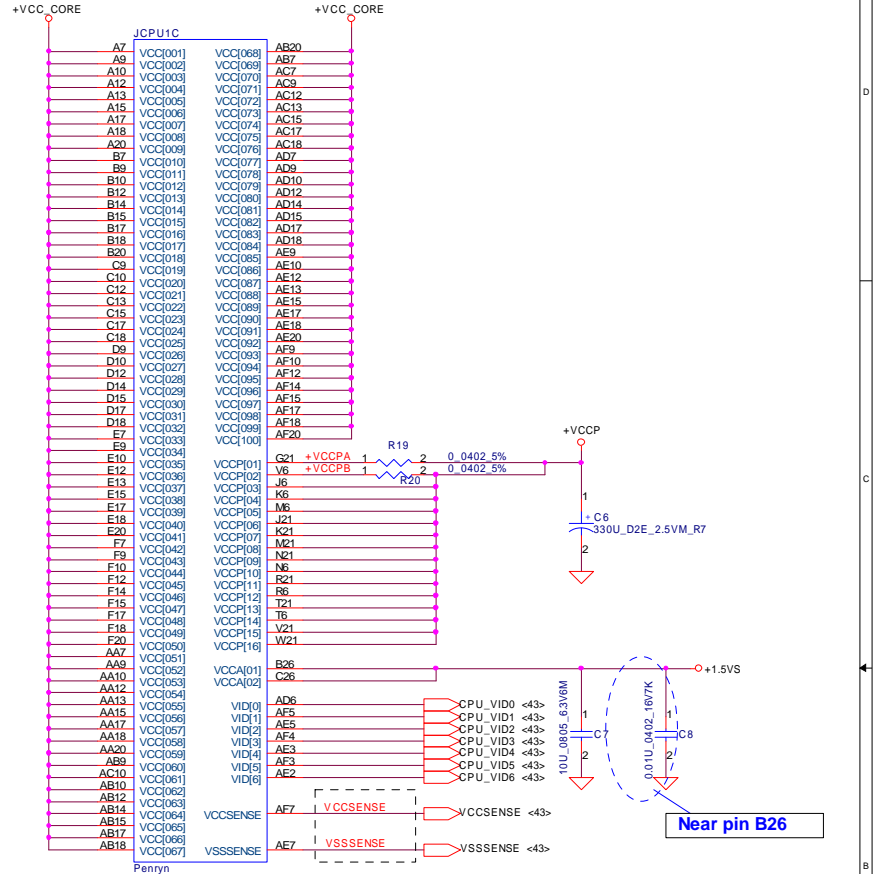 +VCC_CORE +VCC_CORE
JCPU1C
A7 VCC[001] VCC[068] AB20
A9 VCC[002] VCC[069] AB7
A10 VCC[003] VCC[070] AC7
A12 VCC[004] VCC[071] AC9
A13 VCC[005] VCC[072] AC12
A15 VCC[006] VCC[073] AC13
A17 VCC[007] VCC[074] AC15
A18 VCC[008] VCC[075] AC17
A20 VCC[009] VCC[076] AC18
B7 VCC[010] VCC[077] AD7
B9 VCC[011] VCC[078] AD9
B10 VCC[012] VCC[079] AD10
B12 VCC[013] VCC[080] AD12
B14 VCC[014] VCC[081] AD14
B15 VCC[015] VCC[082] AD15
B17 VCC[016] VCC[083] AD17
B18 VCC[017] VCC[084] AD18
B20 VCC[018] VCC[085] AE9
C9 VCC[019] VCC[086] AE10
C10 VCC[020] VCC[087] AE12
C12 VCC[021] VCC[088] AE13
C13 VCC[022] VCC[089] AE15
C15 VCC[023] VCC[090] AE17
C17 VCC[024] VCC[091] AE18
C18 VCC[025] VCC[092] AE20
D9 VCC[026] VCC[093] AF9
D10 VCC[027] VCC[094] AF10
D12 VCC[028] VCC[095] AF12
D14 VCC[029] VCC[096] AF14
D15 VCC[030] VCC[097] AF15
D17 VCC[031] VCC[098] AF17
D18 VCC[032] VCC[099] AF18
E7 VCC[033] VCC[100] AF20
E9 VCC[034]
E10 VCC[035] VCCP[01] G21 +VCCPA 1 R19 2 0_0402_5%
E12 VCC[036] VCCP[02] V6 +VCCPB 1 R20 2 0_0402_5%
E13 VCC[037] VCCP[03] J6
E15 VCC[038] VCCP[04] K6
E17 VCC[039] VCCP[05] M6
E18 VCC[040] VCCP[06] J21
E20 VCC[041] VCCP[07] K21
F7 VCC[042] VCCP[08] M21
F9 VCC[043] VCCP[09] N21
F10 VCC[044] VCCP[10] N6
F12 VCC[045] VCCP[11] R21
F14 VCC[046] VCCP[12] R6
F15 VCC[047] VCCP[13] T21
F17 VCC[048] VCCP[14] T6
F18 VCC[049] VCCP[15] V21
F20 VCC[050] VCCP[16] W21
AA7 VCC[051]
AA9 VCC[052] VCCA[01] B26
AA10 VCC[053] VCCA[02] C26
AA12 VCC[054]
AA13 VCC[055] VID[0] AD6 CPU_VID0 <43>
AA15 VCC[056] VID[1] AF5 CPU_VID1 <43>
AA17 VCC[057] VID[2] AE5 CPU_VID2 <43>
AA18 VCC[058] VID[3] AF4 CPU_VID3 <43>
AA20 VCC[059] VID[4] AE3 CPU_VID4 <43>
AB9 VCC[060] VID[5] AF3 CPU_VID5 <43>
AC10 VCC[061] VID[6] AE2 CPU_VID6 <43>
AB10 VCC[062]
AB12 VCC[063]
AB14 VCC[064] VCCSENSE AF7 VCCSENSE VCCSENSE <43>
AB15 VCC[065]
AB17 VCC[066]
AB18 VCC[067] VSSSENSE AE7 VSSSENSE VSSSENSE <43>
Penryn
+VCCP
1
+ C6
330U_D2E_2.5VM_R7
2
+1.5VS
10U_0805_6.3V6M
1
C7
2
0.01U_0402_16V7K
1
C8
2
Near pin B26
D
C
B